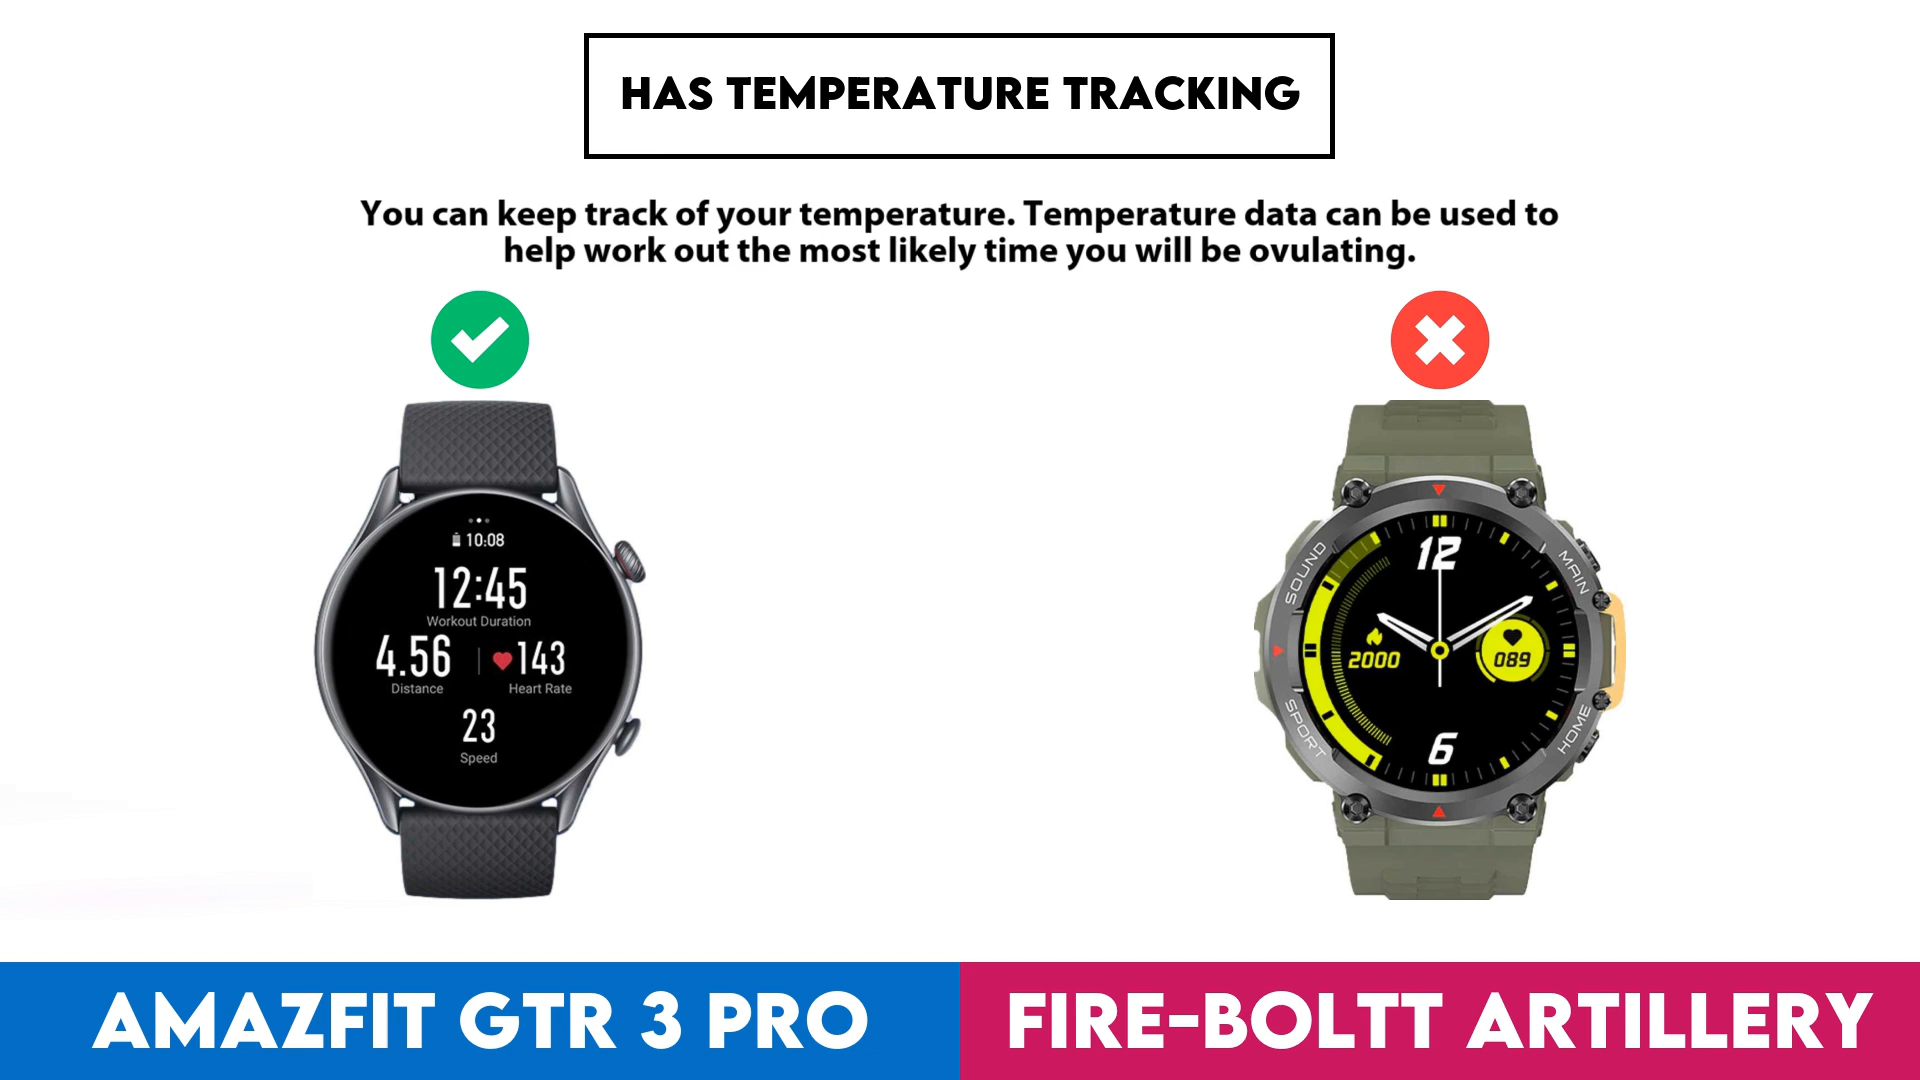 HAS TEMPERATURE TRACKING
You can keep track of your temperature. Temperature data can be used to
help work out the most likely time you will be ovulating.
10:08
12:45
Workout Duration
4.56 143
Distance Heart Rate
23
Speed
SOUND MAIN
12
2000 089
6
SPORT HOME
AMAZFIT GTR 3 PRO FIRE-BOLTT ARTILLERY